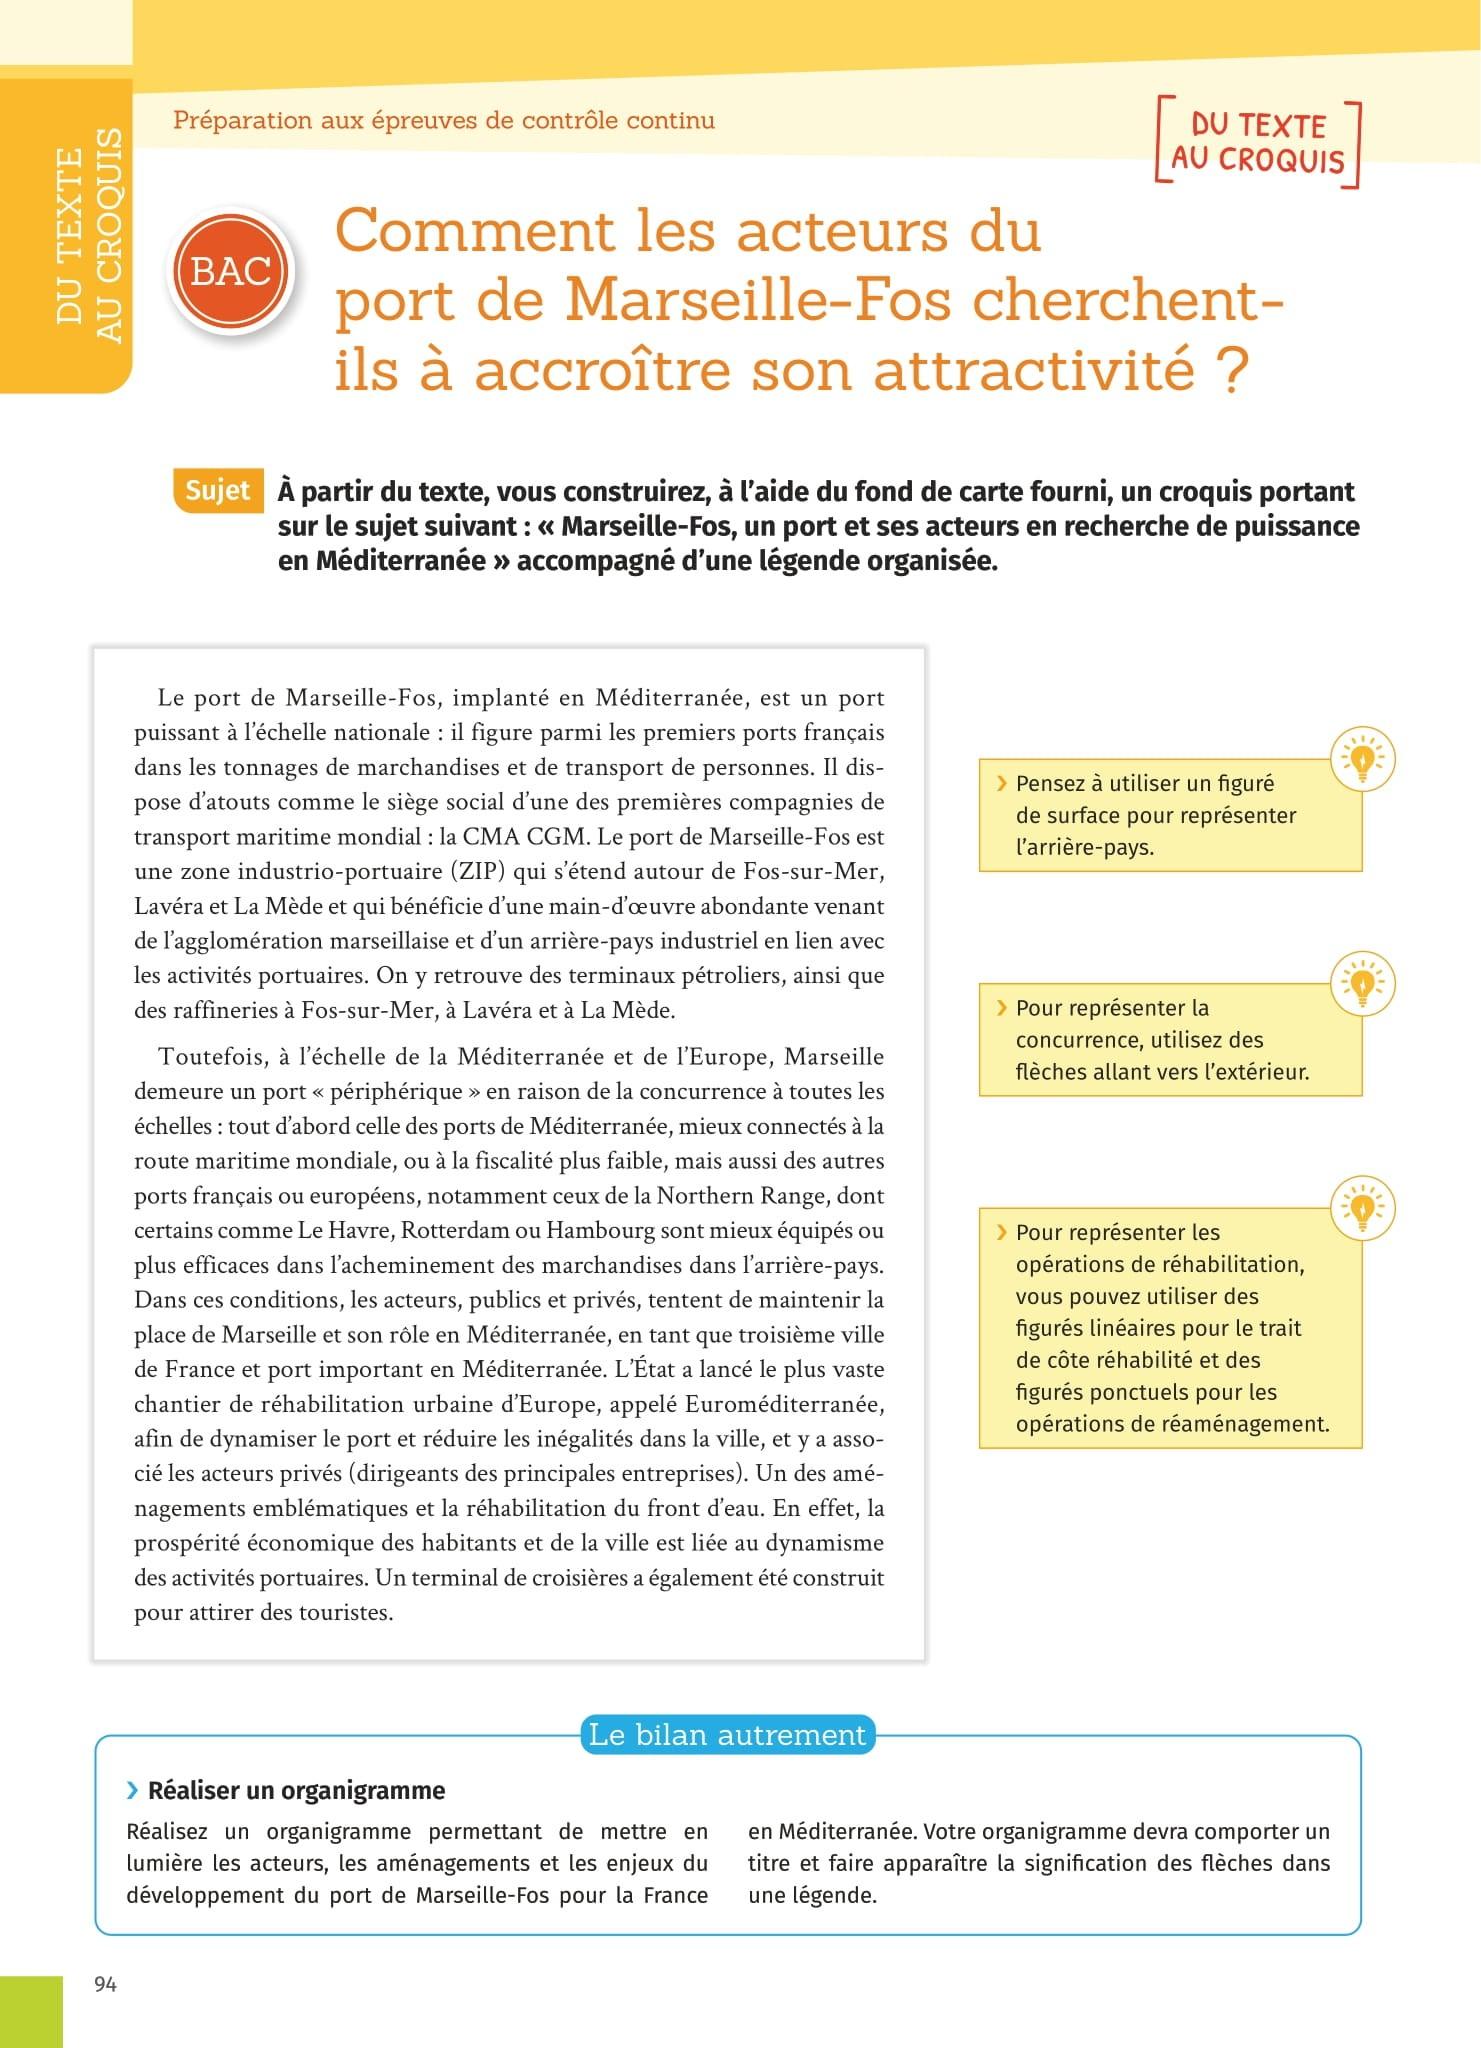 DU TEXTE
AU CROQUIS
Préparation aux épreuves de contrôle continu
DU TEXTE
AU CROQUIS
BAC
Comment les acteurs du
port de Marseille-Fos cherchent-
ils à accroître son attractivité ?
Sujet
À partir du texte, vous construirez, à l’aide du fond de carte fourni, un croquis portant
sur le sujet suivant : « Marseille-Fos, un port et ses acteurs en recherche de puissance
en Méditerranée » accompagné d’une légende organisée.
Le port de Marseille-Fos, implanté en Méditerranée, est un port
puissant à l’échelle nationale : il figure parmi les premiers ports français
dans les tonnages de marchandises et de transport de personnes. Il dis-
pose d’atouts comme le siège social d’une des premières compagnies de
transport maritime mondial : la CMA CGM. Le port de Marseille-Fos est
une zone industrio-portuaire (ZIP) qui s’étend autour de Fos-sur-Mer,
Lavéra et La Mède et qui bénéficie d’une main-d’œuvre abondante venant
de l’agglomération marseillaise et d’un arrière-pays industriel en lien avec
les activités portuaires. On y retrouve des terminaux pétroliers, ainsi que
des raffineries à Fos-sur-Mer, à Lavéra et à La Mède.
Toutefois, à l’échelle de la Méditerranée et de l’Europe, Marseille
demeure un port « périphérique » en raison de la concurrence à toutes les
échelles : tout d’abord celle des ports de Méditerranée, mieux connectés à la
route maritime mondiale, ou à la fiscalité plus faible, mais aussi des autres
ports français ou européens, notamment ceux de la Northern Range, dont
certains comme Le Havre, Rotterdam ou Hambourg sont mieux équipés ou
plus efficaces dans l’acheminement des marchandises dans l’arrière-pays.
Dans ces conditions, les acteurs, publics et privés, tentent de maintenir la
place de Marseille et son rôle en Méditerranée, en tant que troisième ville
de France et port important en Méditerranée. L’État a lancé le plus vaste
chantier de réhabilitation urbaine d’Europe, appelé Euroméditerranée,
afin de dynamiser le port et réduire les inégalités dans la ville, et y a asso-
cié les acteurs privés (dirigeants des principales entreprises). Un des amé-
nagements emblématiques et la réhabilitation du front d’eau. En effet, la
prospérité économique des habitants et de la ville est liée au dynamisme
des activités portuaires. Un terminal de croisières a également été construit
pour attirer des touristes.
› Pensez à utiliser un figuré
de surface pour représenter
l’arrière-pays.
› Pour représenter la
concurrence, utilisez des
flèches allant vers l’extérieur.
› Pour représenter les
opérations de réhabilitation,
vous pouvez utiliser des
figurés linéaires pour le trait
de côte réhabilité et des
figurés ponctuels pour les
opérations de réaménagement.
Le bilan autrement
› Réaliser un organigramme
Réalisez un organigramme permettant de mettre en
lumière les acteurs, les aménagements et les enjeux du
développement du port de Marseille-Fos pour la France
en Méditerranée. Votre organigramme devra comporter un
titre et faire apparaître la signification des flèches dans
une légende.
94